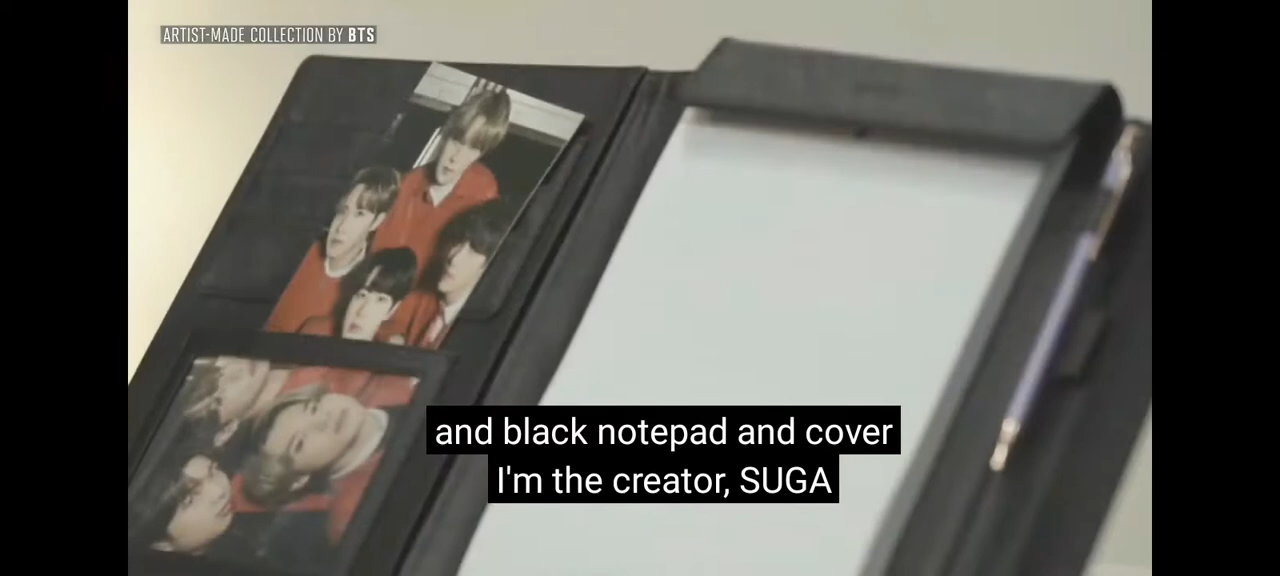 ARTIST-MADE COLLECTION BY BTS
and black notepad and cover
I'm the creator, SUGA